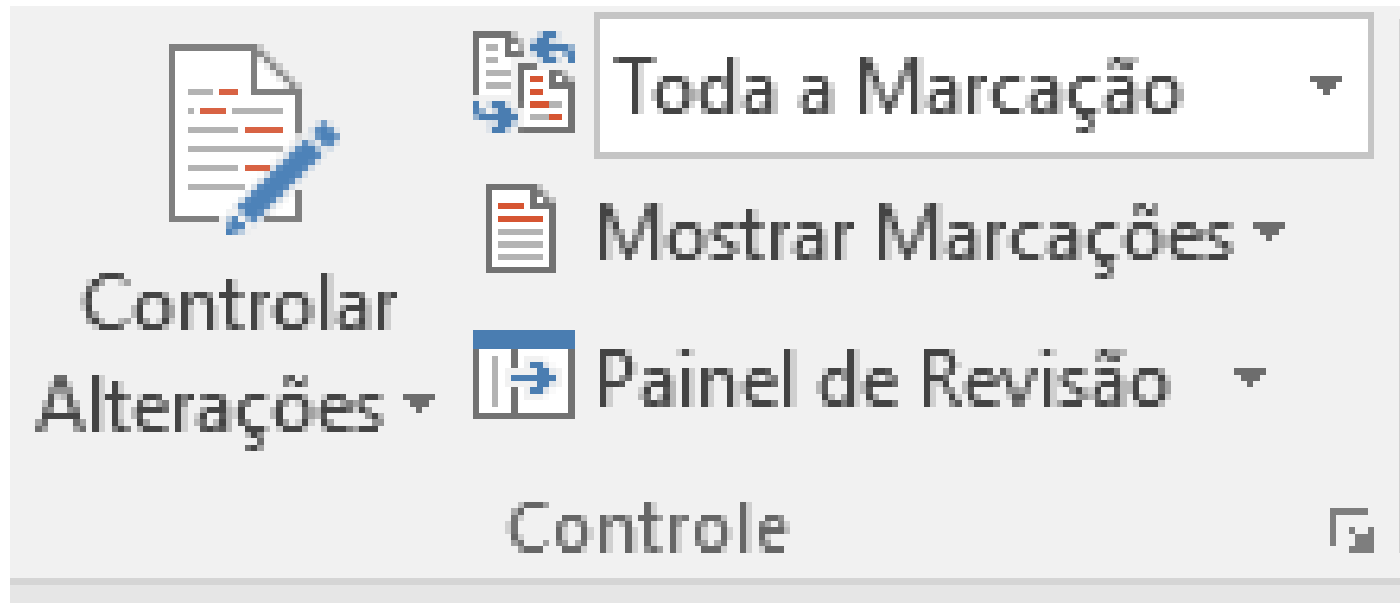 Controlar
Alterações
Toda a Marcação
Mostrar Marcações
Painel de Revisão
Controle